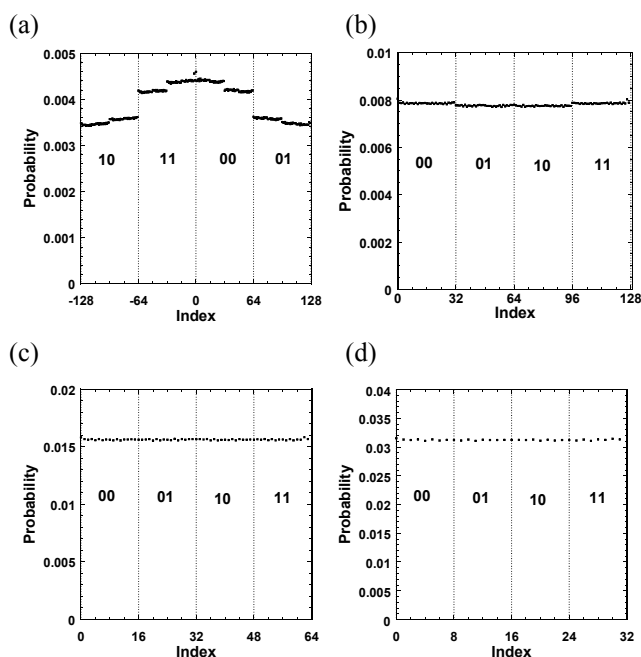 (a)
0.005
0.004
0.003
0.002
0.001
0
Probability
10 11 00 01
-128 -64 0 64 128
Index
(b)
0.01
0.008
0.006
0.004
0.002
0
Probability
00 01 10 11
0 32 64 96 128
Index
(c)
0.02
0.015
0.01
0.005
0
Probability
00 01 10 11
0 16 32 48 64
Index
(d)
0.04
0.035
0.03
0.025
0.02
0.015
0.01
0.005
0
Probability
00 01 10 11
0 8 16 24 32
Index